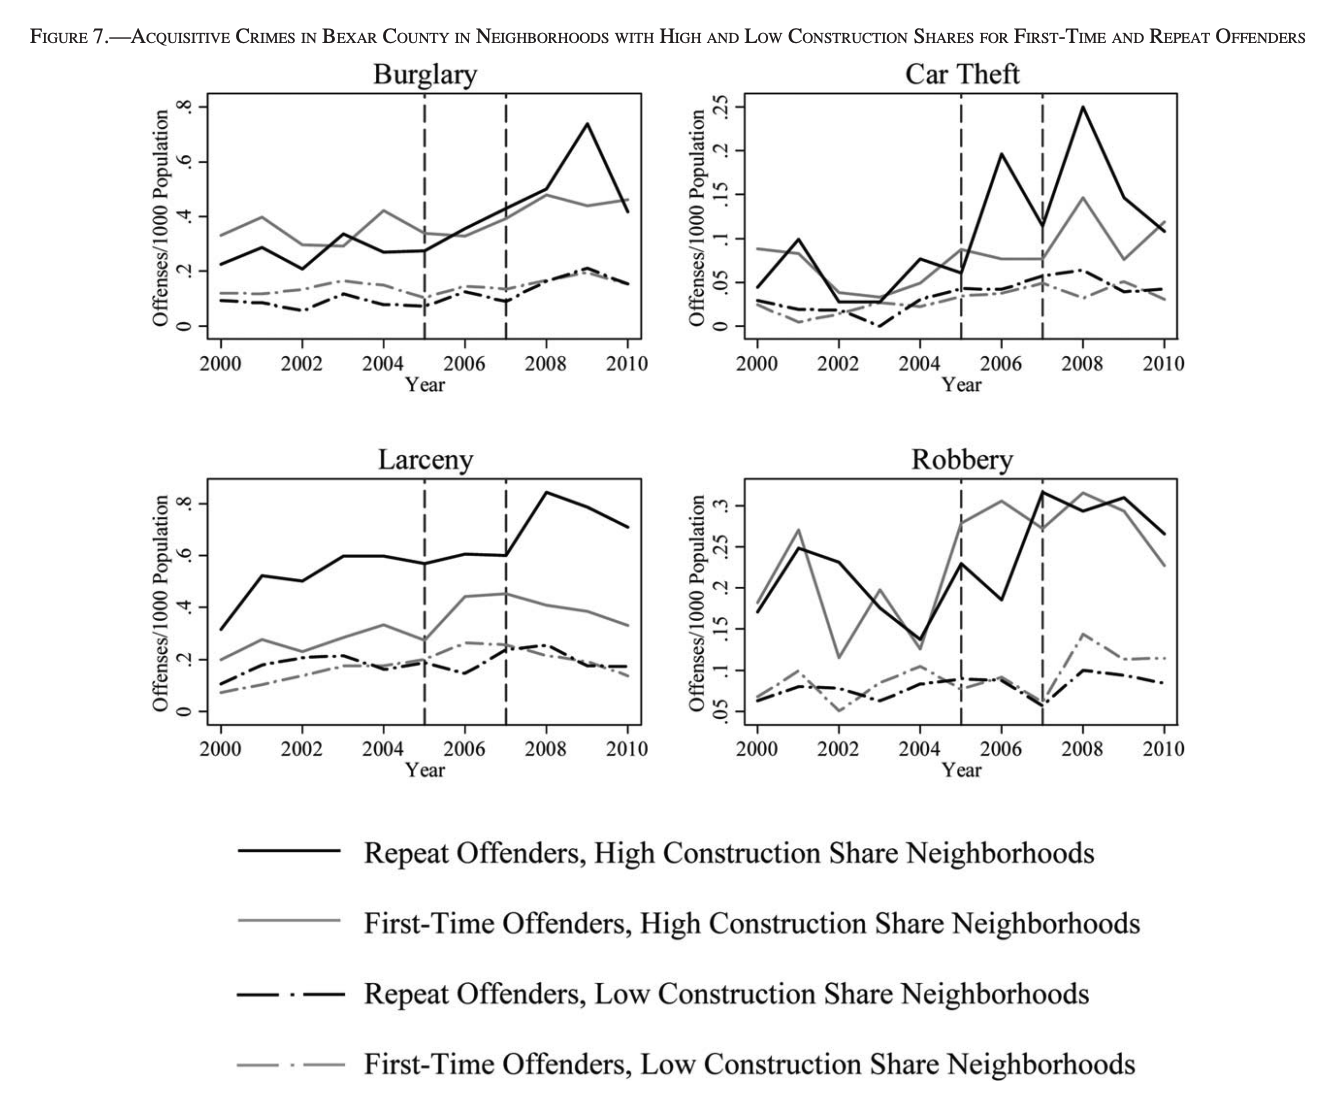 FIGURE 7.—ACQUISITIVE CRIMES IN BEXAR COUNTY IN NEIGHBORHOODS WITH HIGH AND LOW CONSTRUCTION SHARES FOR FIRST-TIME AND REPEAT OFFENDERS
Burglary
Offenses/1000 Population
.8
.6
.4
.2
0
2000 2002 2004 2006 2008 2010
Year
Car Theft
Offenses/1000 Population
.25
.2
.15
.1
.05
0
2000 2002 2004 2006 2008 2010
Year
Larceny
Offenses/1000 Population
.8
.6
.4
.2
0
2000 2002 2004 2006 2008 2010
Year
Robbery
Offenses/1000 Population
.3
.25
.2
.15
.1
.05
2000 2002 2004 2006 2008 2010
Year
Repeat Offenders, High Construction Share Neighborhoods
First-Time Offenders, High Construction Share Neighborhoods
Repeat Offenders, Low Construction Share Neighborhoods
First-Time Offenders, Low Construction Share Neighborhoods